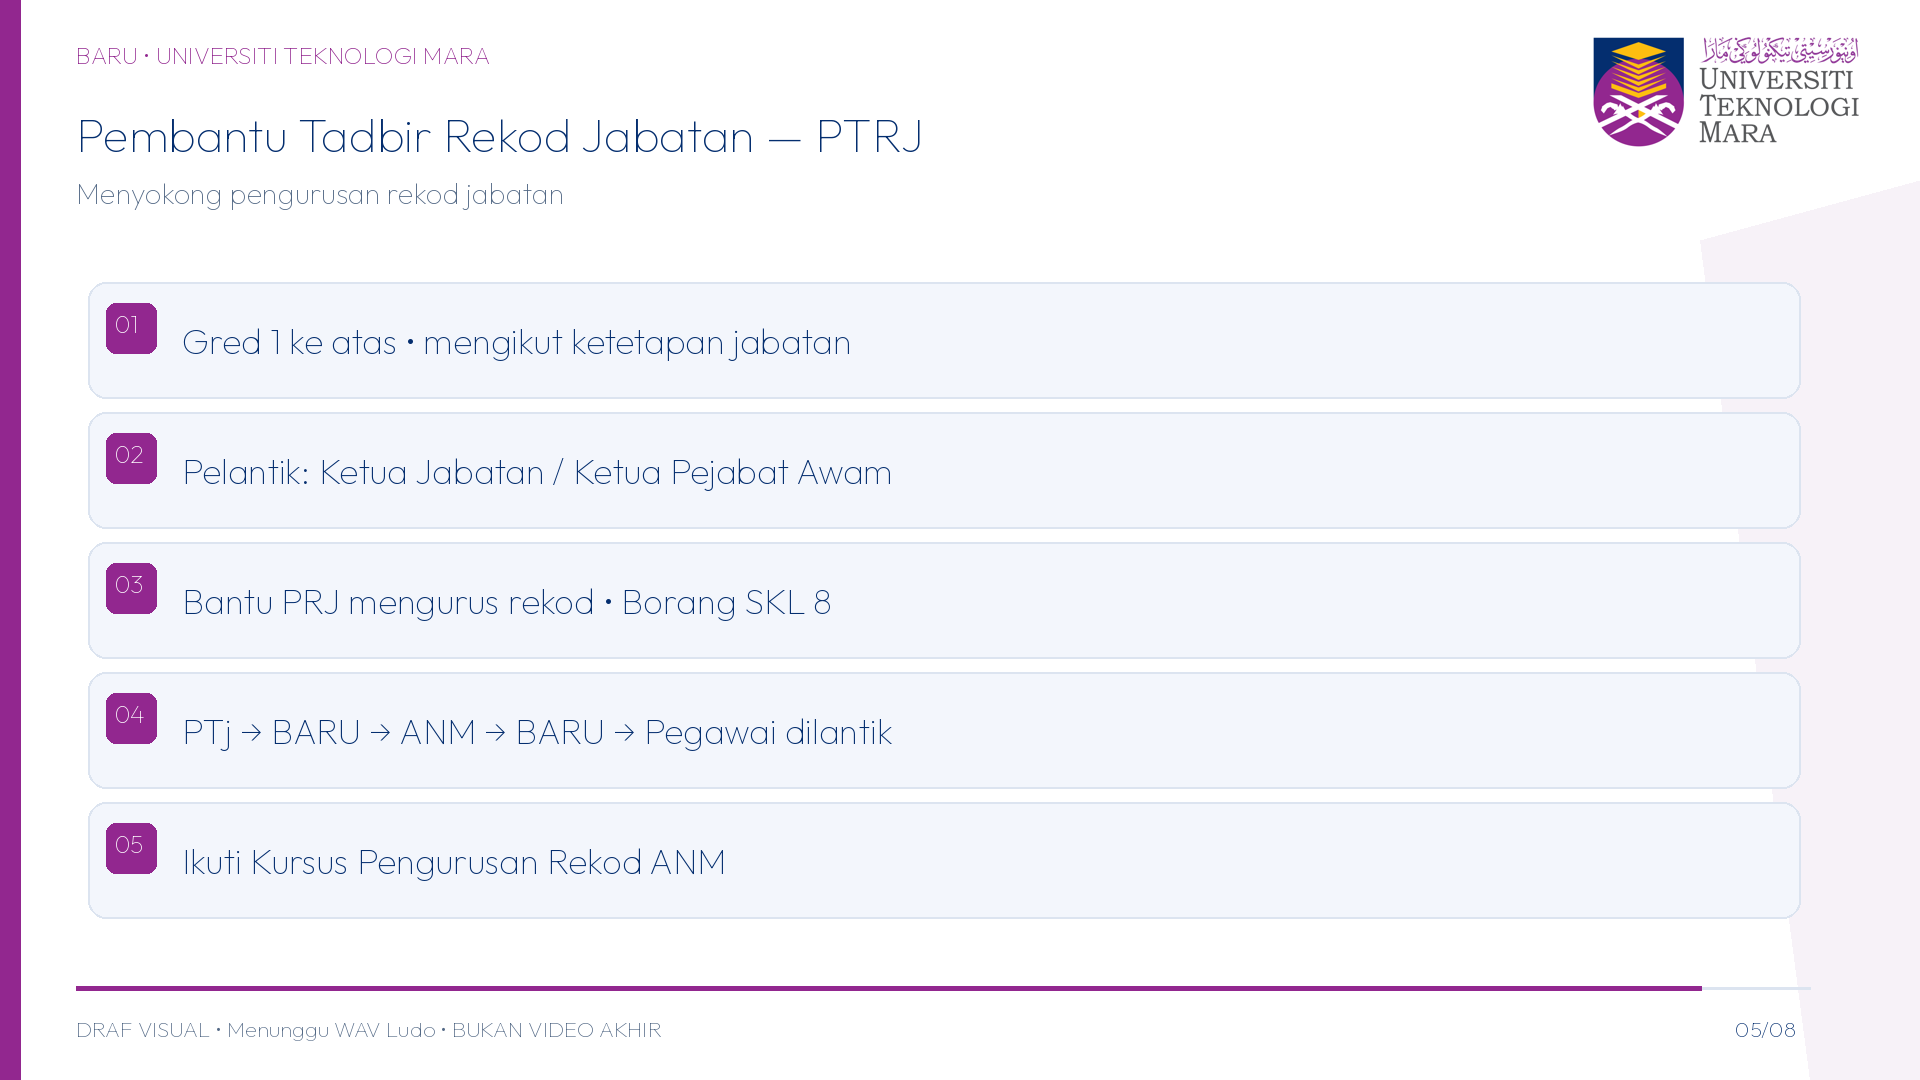 BARU • UNIVERSITI TEKNOLOGI MARA
اونيۏرسيتي تيكنولوڬي مارا
UNIVERSITI
TEKNOLOGI
MARA
Pembantu Tadbir Rekod Jabatan — PTRJ
Menyokong pengurusan rekod jabatan
01
Gred 1 ke atas • mengikut ketetapan jabatan
02
Pelantik: Ketua Jabatan / Ketua Pejabat Awam
03
Bantu PRJ mengurus rekod • Borang SKL 8
04
PTj → BARU → ANM → BARU → Pegawai dilantik
05
Ikuti Kursus Pengurusan Rekod ANM
DRAF VISUAL • Menunggu WAV Ludo • BUKAN VIDEO AKHIR
05/08